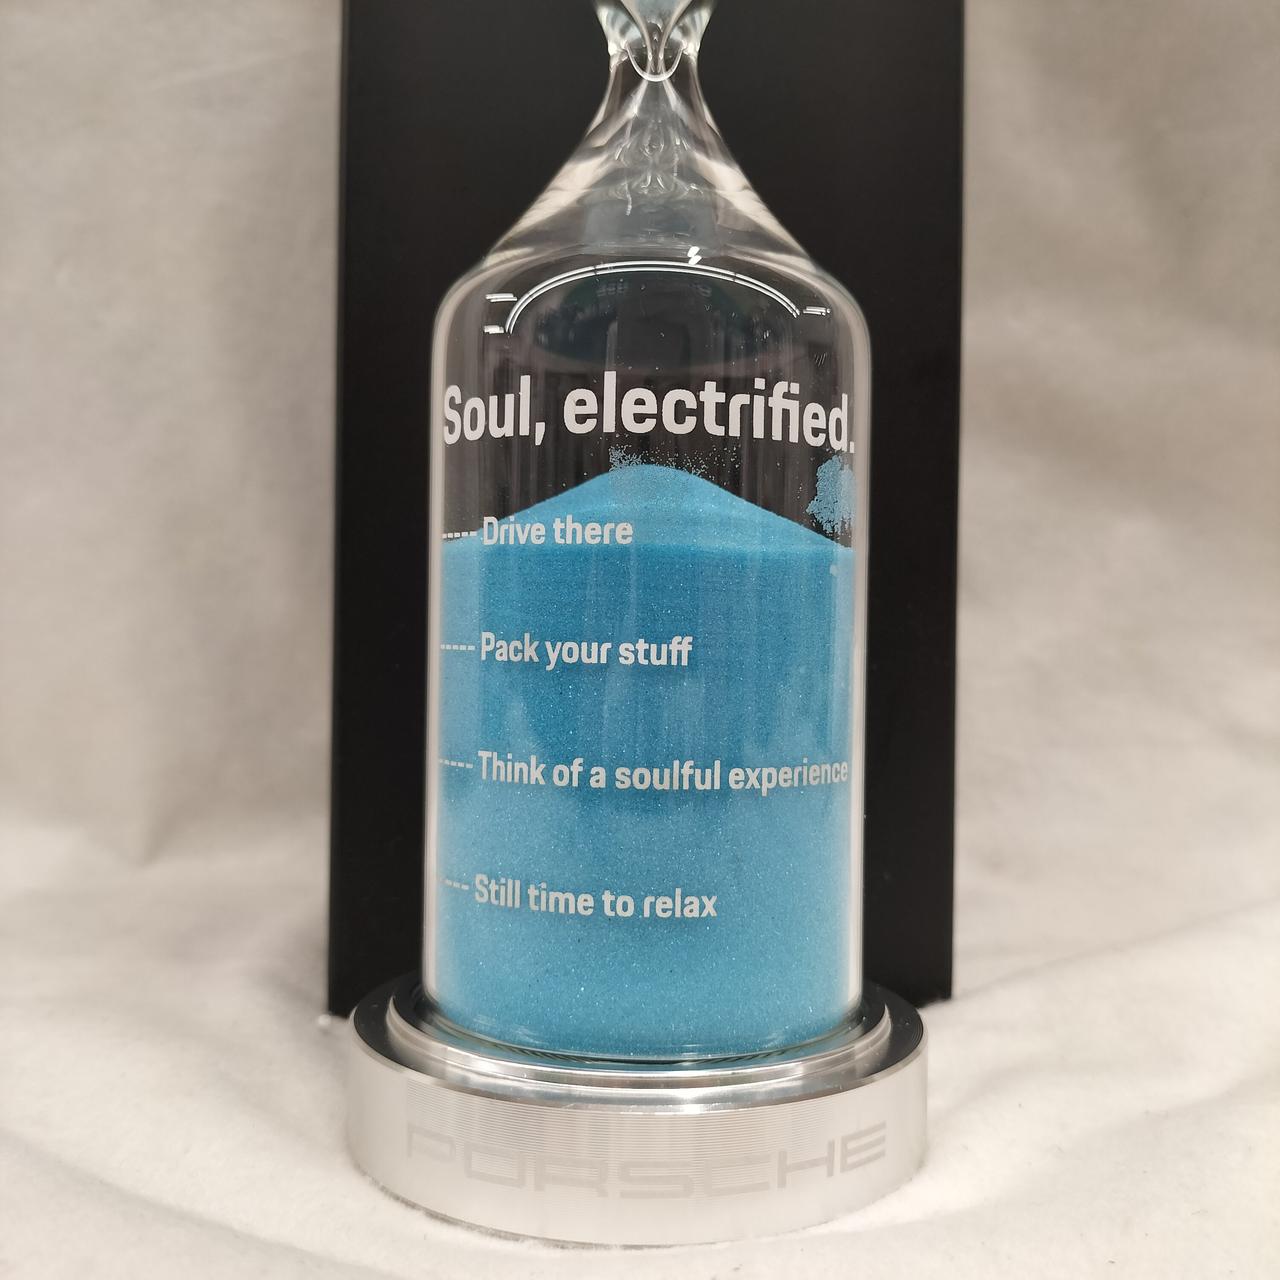 Soul, electrified.
Drive there
Pack your stuff
Think of a soulful experience
Still time to relax
PORSCHE